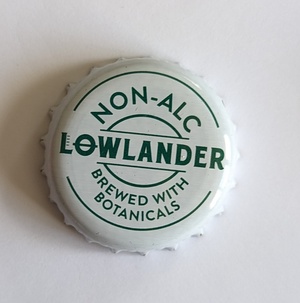 NON-ALC
LOWLANDER
BREWED WITH
BOTANICALS